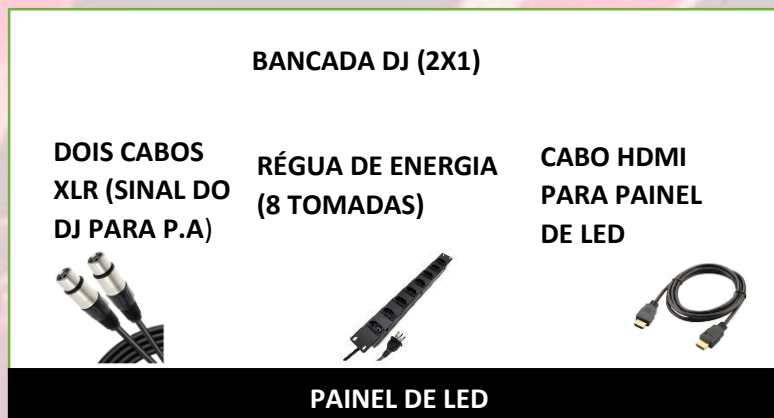 BANCADA DJ (2X1)
DOIS CABOS
XLR (SINAL DO
DJ PARA P.A)
RÉGUA DE ENERGIA
(8 TOMADAS)
CABO HDMI
PARA PAINEL
DE LED
PAINEL DE LED